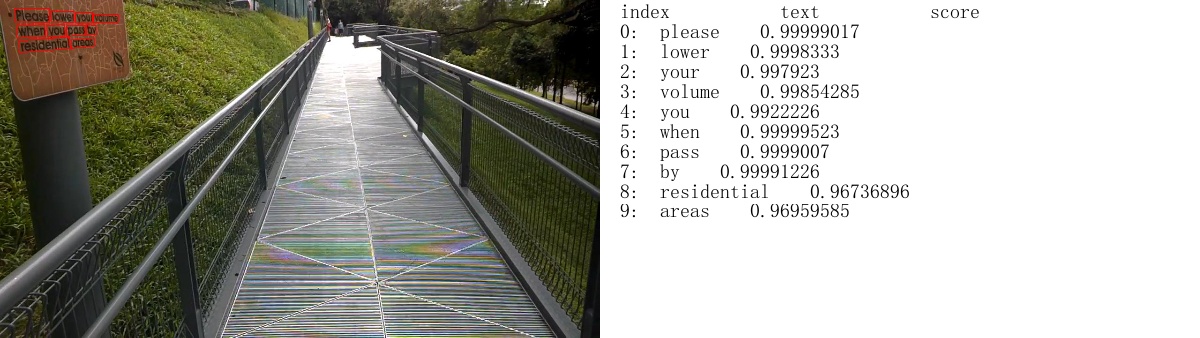 • Please lower your volume
when you pass by
residential areas
index text score
0: please 0.99999017
1: lower 0.9998333
2: your 0.997923
3: volume 0.99854285
4: you 0.9922226
5: when 0.99999523
6: pass 0.9999007
7: by 0.99991226
8: residential 0.96736896
9: areas 0.96959585